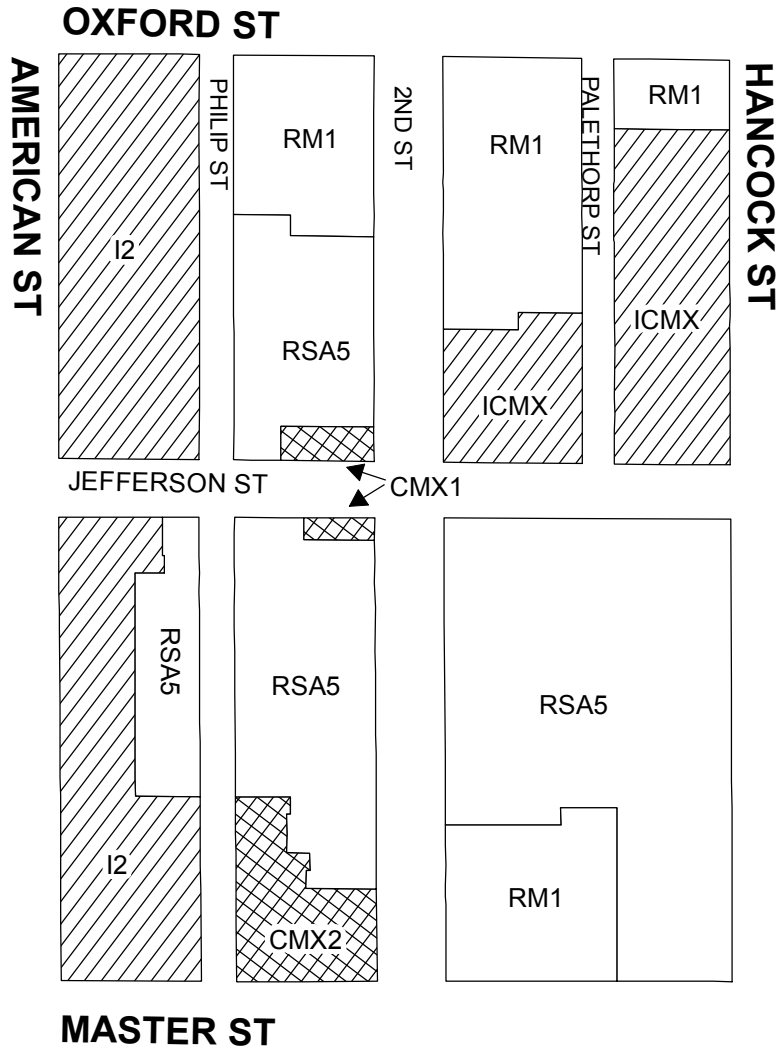 OXFORD ST
AMERICAN ST
PHILIP ST
2ND ST
PALETHORP ST
HANCOCK ST
RM1
RM1
RM1
I2
ICMX
RSA5
ICMX
JEFFERSON ST
CMX1
RSA5
RSA5
RSA5
I2
RM1
CMX2
MASTER ST